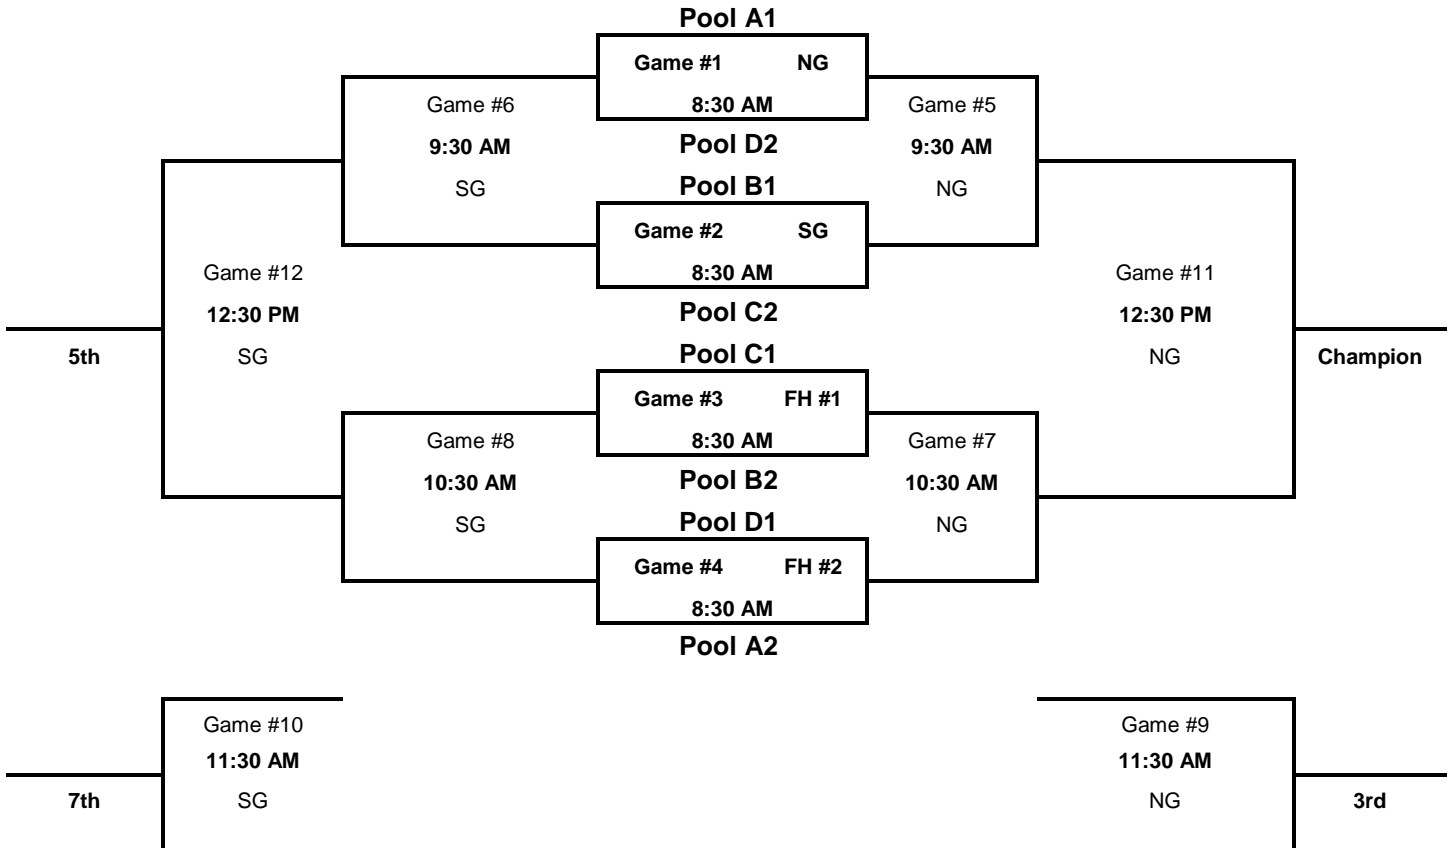 Pool A1
Game #1 NG
Game #6 8:30 AM Game #5
9:30 AM Pool D2 9:30 AM
SG Pool B1 NG
Game #2 SG
Game #12 8:30 AM Game #11
12:30 PM Pool C2 12:30 PM
5th SG Pool C1 NG Champion
Game #3 FH #1
Game #8 8:30 AM Game #7
10:30 AM Pool B2 10:30 AM
SG Pool D1 NG
Game #4 FH #2
8:30 AM
Pool A2
Game #10 Game #9
11:30 AM 11:30 AM
7th SG NG 3rd